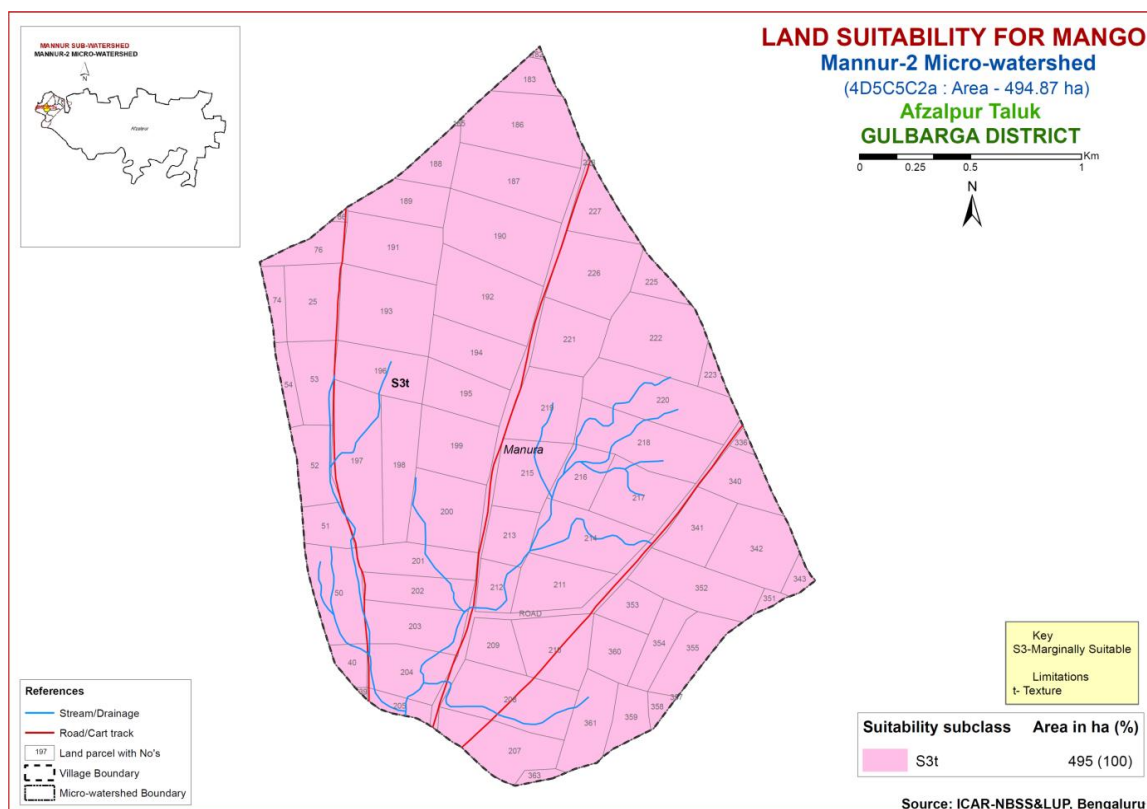 MANNUR SUB-WATERSHED
MANNUR-2 MICRO-WATERSHED
N
LAND SUITABILITY FOR MANGO
Mannur-2 Micro-watershed
(4D5C5C2a : Area - 494.87 ha)
Afzalpur Taluk
GULBARGA DISTRICT
Km
0 0.25 0.5 1
N
183
186
188
187
189
227
190
76
191
226
225
74
25
192
193
221
222
194
53
196
223
54
S3t
195
219
220
218
336
199
Manura
52
197
198
215
216
340
217
200
51
341
213
214
342
201
212
211
343
202
352
50
351
ROAD
353
203
209
210
360
354
355
40
204
361
359
358
207
363
Key
S3-Marginally Suitable
Limitations
t- Texture
References
Stream/Drainage
Road/Cart track
197 Land parcel with No's
Village Boundary
Micro-watershed Boundary
Suitability subclass Area in ha (%)
S3t 495 (100)
Source: ICAR-NBSS&LUP, Bengaluru